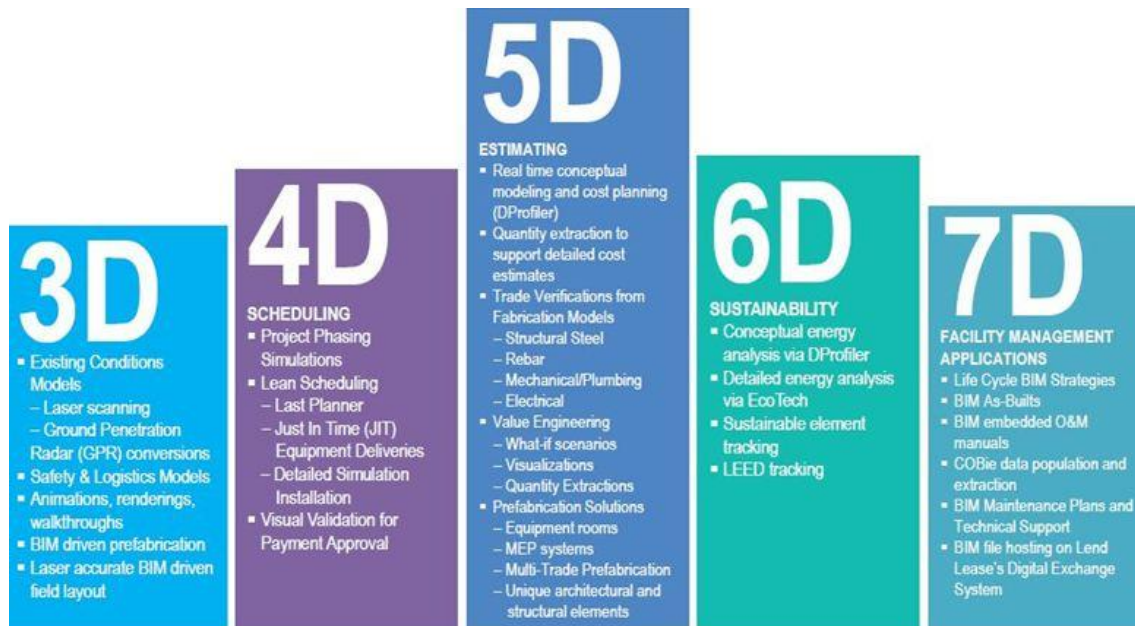 3D
▪ Existing Conditions
Models
– Laser scanning
– Ground Penetration
Radar (GPR) conversions
▪ Safety & Logistics Models
▪ Animations, renderings,
walkthroughs
▪ BIM driven prefabrication
▪ Laser accurate BIM driven
field layout
4D
SCHEDULING
▪ Project Phasing
Simulations
▪ Lean Scheduling
– Last Planner
– Just In Time (JIT)
Equipment Deliveries
– Detailed Simulation
Installation
▪ Visual Validation for
Payment Approval
5D
ESTIMATING
▪ Real time conceptual
modeling and cost planning
(DProfiler)
▪ Quantity extraction to
support detailed cost
estimates
▪ Trade Verifications from
Fabrication Models
– Structural Steel
– Rebar
– Mechanical/Plumbing
– Electrical
▪ Value Engineering
– What-if scenarios
– Visualizations
– Quantity Extractions
▪ Prefabrication Solutions
– Equipment rooms
– MEP systems
– Multi-Trade Prefabrication
– Unique architectural and
structural elements
6D
SUSTAINABILITY
▪ Conceptual energy
analysis via DProfiler
▪ Detailed energy analysis
via EcoTech
▪ Sustainable element
tracking
▪ LEED tracking
7D
FACILITY MANAGEMENT
APPLICATIONS
▪ Life Cycle BIM Strategies
▪ BIM As-Builts
▪ BIM embedded O&M
manuals
▪ COBie data population and
extraction
▪ BIM Maintenance Plans and
Technical Support
▪ BIM file hosting on Lend
Lease's Digital Exchange
System